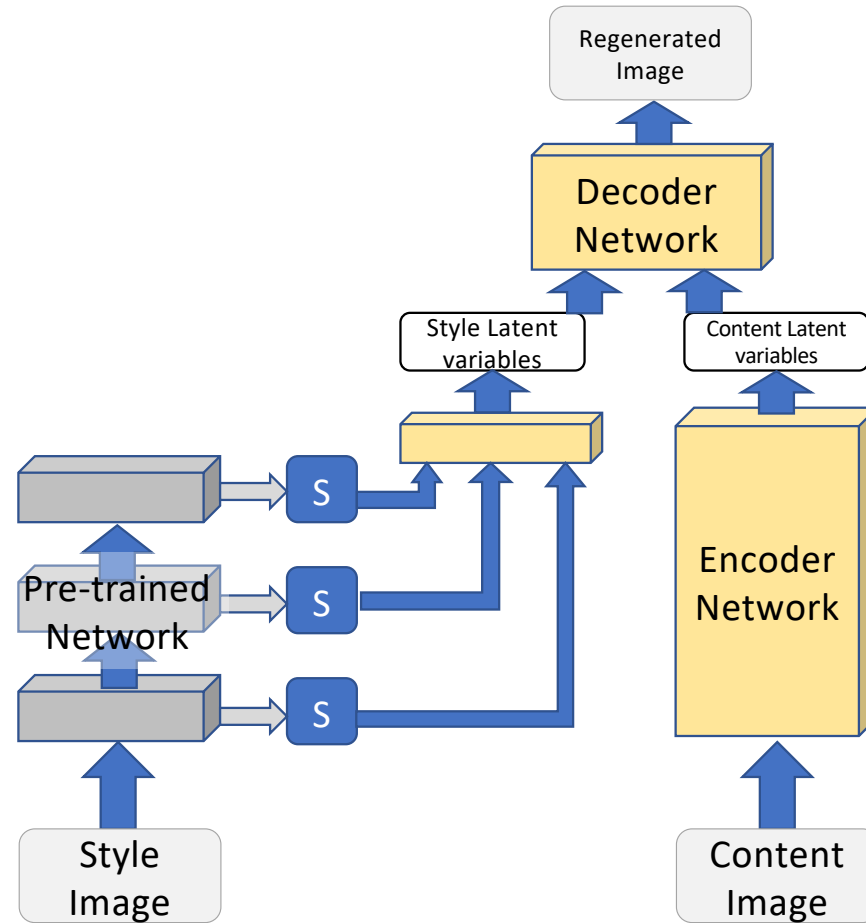 Regenerated
Image
Decoder
Network
Style Latent
variables
Content Latent
variables
S
Pre-trained
Network
S
S
Encoder
Network
Style
Image
Content
Image